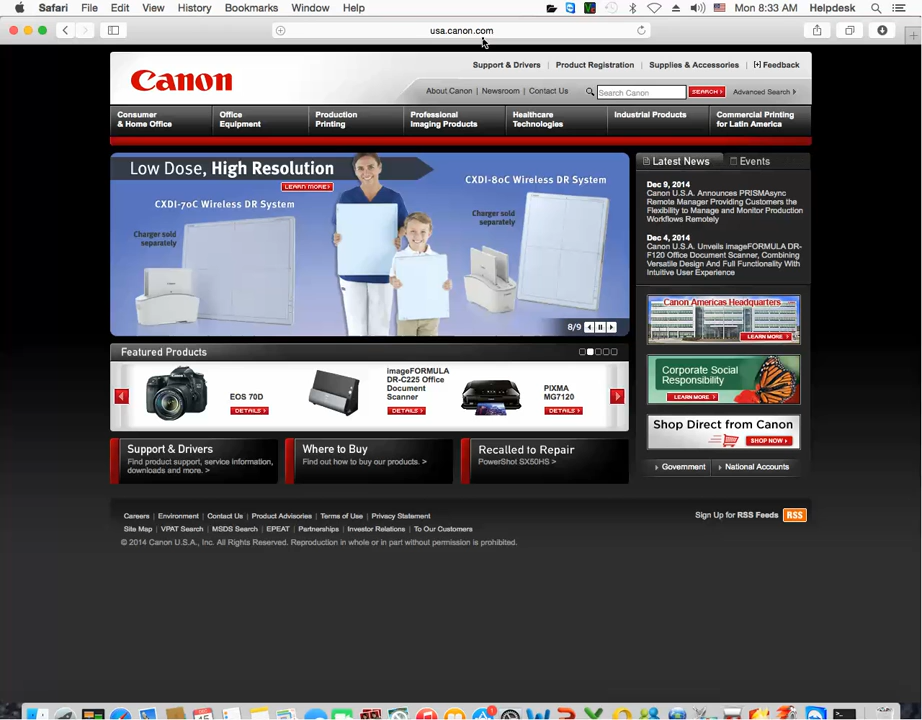 Safari File Edit View History Bookmarks Window Help Mon 8:33 AM Helpdesk
usa.canon.com
Canon
Support & Drivers | Product Registration | Supplies & Accessories | [+] Feedback
About Canon | Newsroom | Contact Us Search Canon SEARCH Advanced Search
Consumer
& Home Office
Office
Equipment
Production
Printing
Professional
Imaging Products
Healthcare
Technologies
Industrial Products
Commercial Printing
for Latin America
Low Dose, High Resolution
LEARN MORE
CXDI-70C Wireless DR System
Charger sold
separately
CXDI-80C Wireless DR System
Charger sold
separately
8/9
Latest News Events
Dec 9, 2014
Canon U.S.A. Announces PRISMAsync
Remote Manager Providing Customers the
Flexibility to Manage and Monitor Production
Workflows Remotely
Dec 4, 2014
Canon U.S.A. Unveils imageFORMULA DR-
F120 Office Document Scanner, Combining
Versatile Design And Full Functionality With
Intuitive User Experience
Canon Americas Headquarters
LEARN MORE
Corporate Social
Responsibility
LEARN MORE
Shop Direct from Canon
SHOP NOW
Government | National Accounts
Featured Products
EOS 70D
DETAILS
imageFORMULA
DR-C225 Office
Document
Scanner
DETAILS
PIXMA
MG7120
DETAILS
Support & Drivers
Find product support, service information,
downloads and more. >
Where to Buy
Find out how to buy our products. >
Recalled to Repair
PowerShot SX50HS >
Careers | Environment | Contact Us | Product Advisories | Terms of Use | Privacy Statement
Site Map | VPAT Search | MSDS Search | EPEAT | Partnerships | Investor Relations | To Our Customers
© 2014 Canon U.S.A., Inc. All Rights Reserved. Reproduction in whole or in part without permission is prohibited.
Sign Up for RSS Feeds RSS